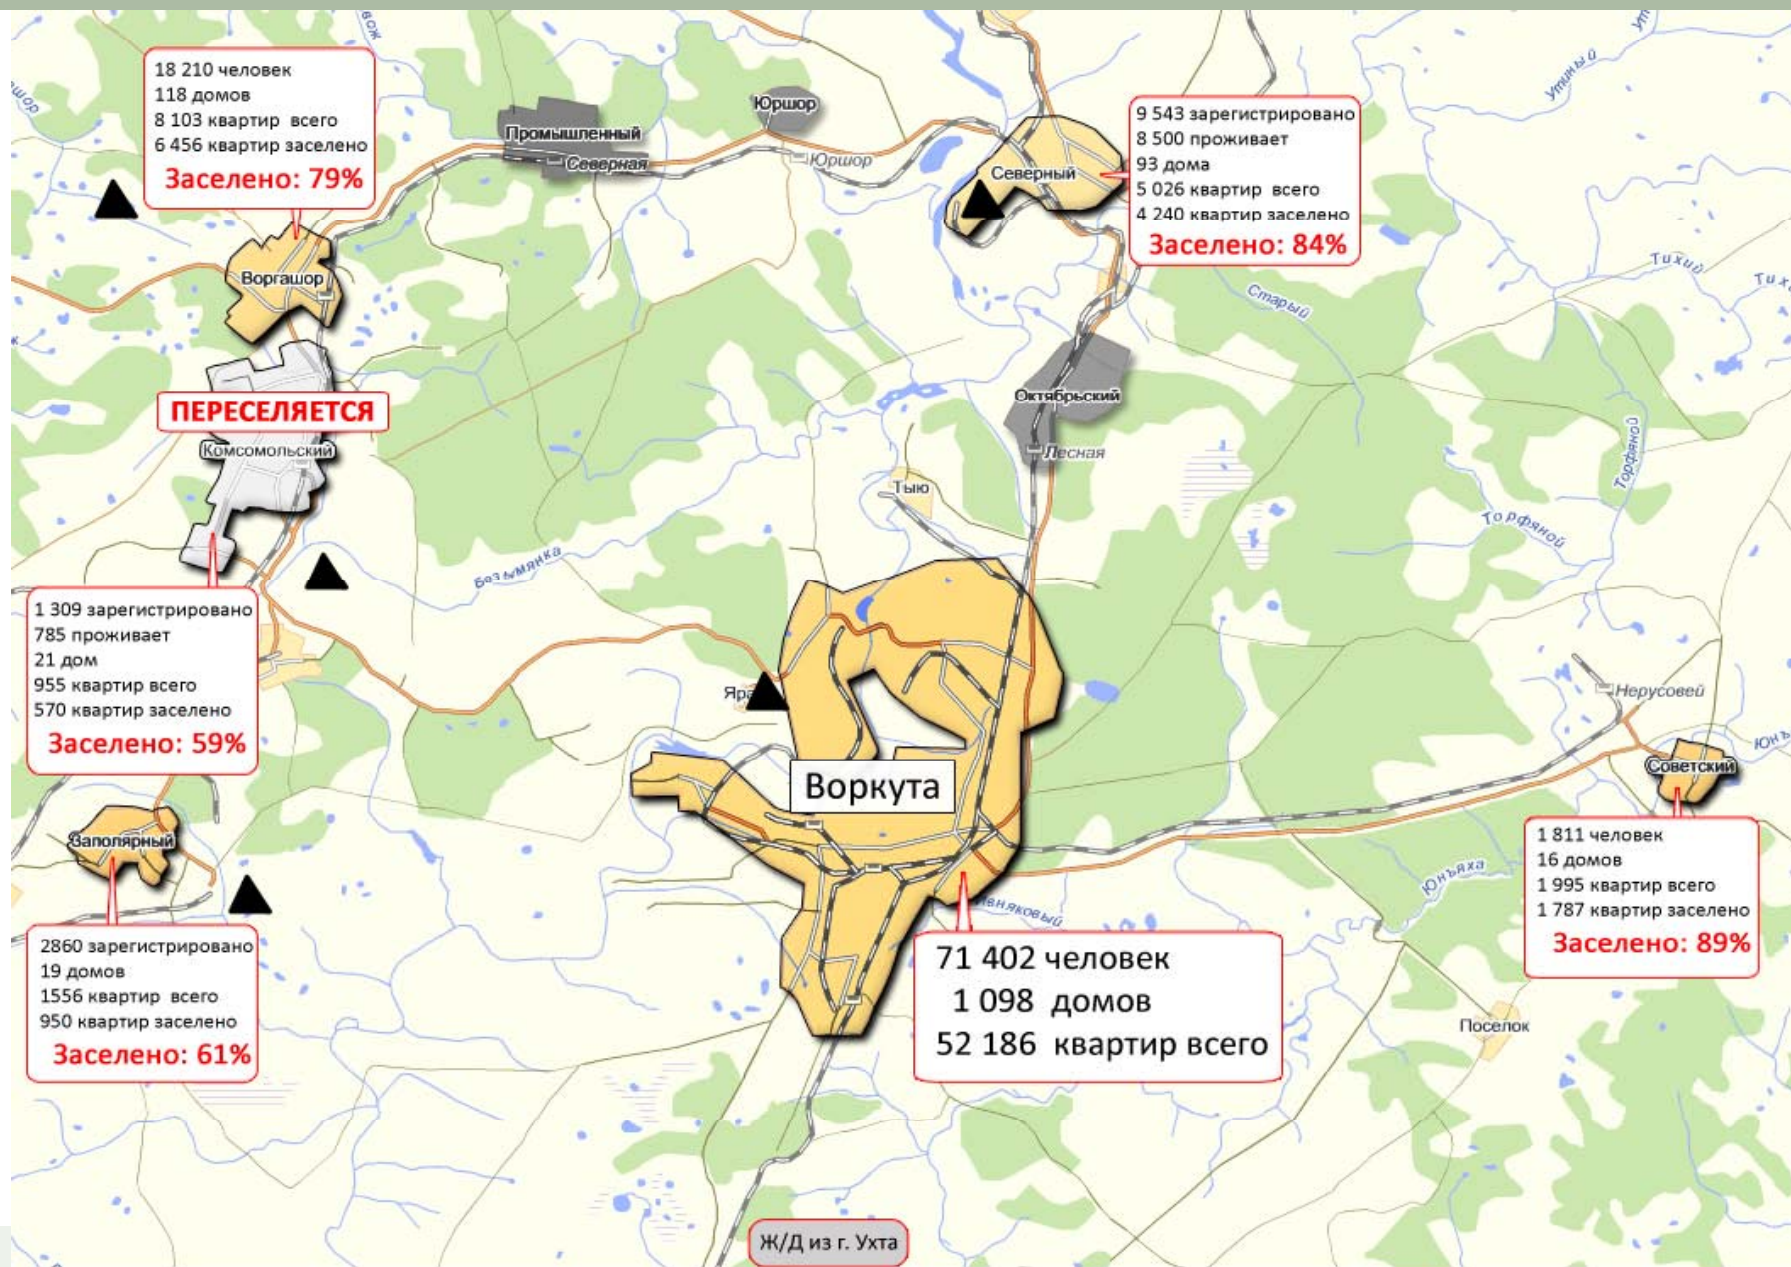 18 210 человек
118 домов
8 103 квартир всего
6 456 квартир заселено
Заселено: 79%
Промышленный
Северная
Юршор
Юршор
Северный
9 543 зарегистрировано
8 500 проживает
93 дома
5 026 квартир всего
4 240 квартир заселено
Заселено: 84%
Утиный
Тихий
Старый
Воргашор
ПЕРЕСЕЛЯЕТСЯ
Комсомольский
Октябрьский
Лесная
Тыю
Торфяной
Торфяной
Безымянка
1 309 зарегистрировано
785 проживает
21 дом
955 квартир всего
570 квартир заселено
Заселено: 59%
Нерусовей
Советский
Воркута
Заполярный
1 811 человек
16 домов
1 995 квартир всего
1 787 квартир заселено
Заселено: 89%
Юнъяха
2860 зарегистрировано
19 домов
1556 квартир всего
950 квартир заселено
Заселено: 61%
71 402 человек
1 098 домов
52 186 квартир всего
Поселок
Ж/Д из г. Ухта